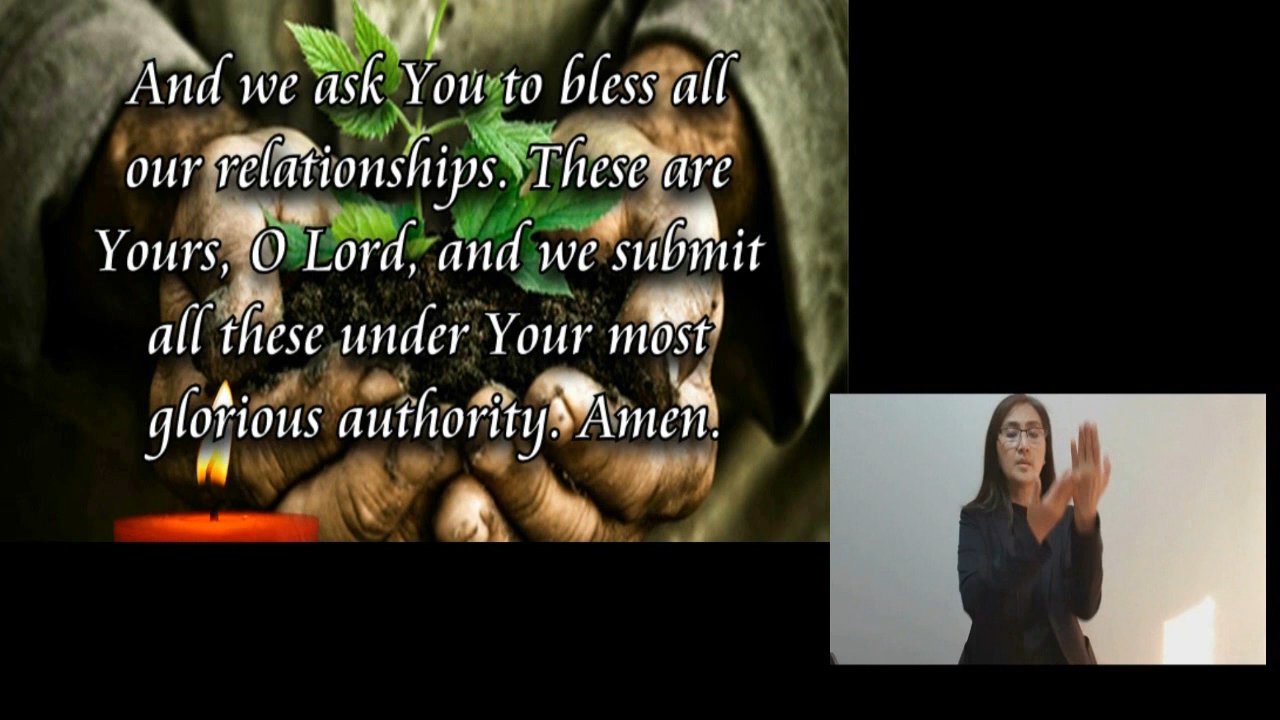 And we ask You to bless all
our relationships. These are
Yours, O Lord, and we submit
all these under Your most
glorious authority. Amen.